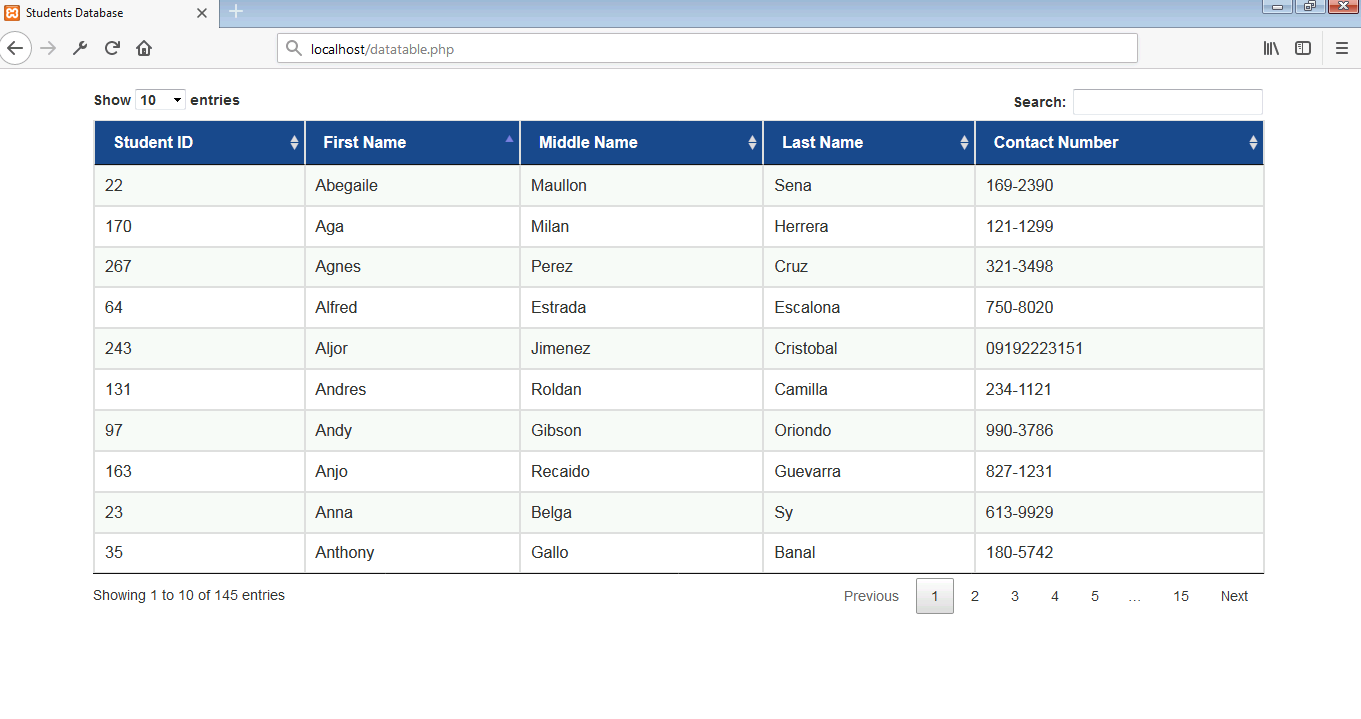 Students Database
localhost/datatable.php
Show 10 entries Search:
Student ID First Name Middle Name Last Name Contact Number
22 Abegaile Maullon Sena 169-2390
170 Aga Milan Herrera 121-1299
267 Agnes Perez Cruz 321-3498
64 Alfred Estrada Escalona 750-8020
243 Aljor Jimenez Cristobal 09192223151
131 Andres Roldan Camilla 234-1121
97 Andy Gibson Oriondo 990-3786
163 Anjo Recaido Guevarra 827-1231
23 Anna Belga Sy 613-9929
35 Anthony Gallo Banal 180-5742
Showing 1 to 10 of 145 entries Previous 1 2 3 4 5 … 15 Next